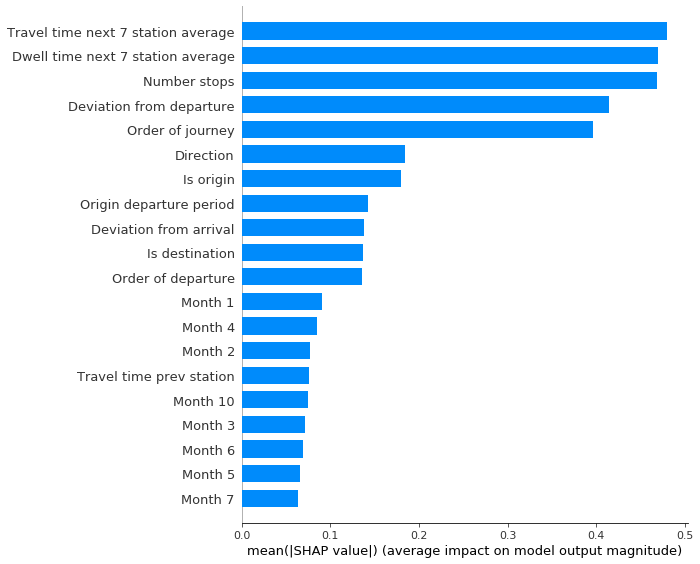 Travel time next 7 station average
Dwell time next 7 station average
Number stops
Deviation from departure
Order of journey
Direction
Is origin
Origin departure period
Deviation from arrival
Is destination
Order of departure
Month 1
Month 4
Month 2
Travel time prev station
Month 10
Month 3
Month 6
Month 5
Month 7
0.0 0.1 0.2 0.3 0.4 0.5
mean(|SHAP value|) (average impact on model output magnitude)